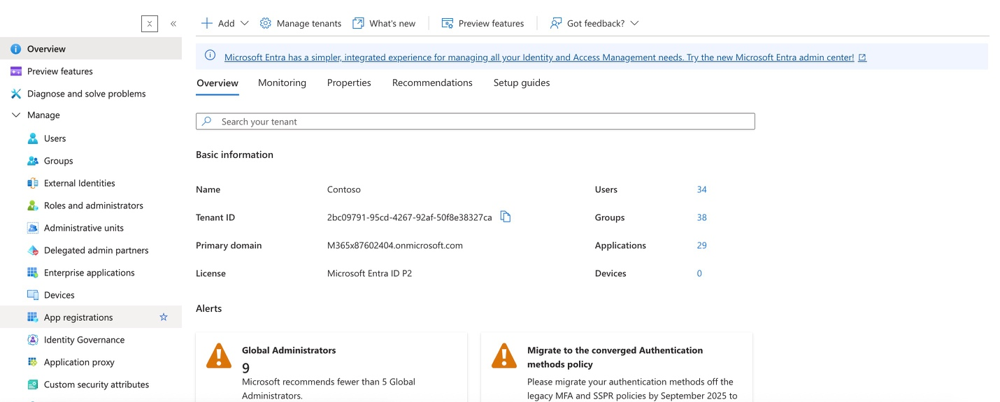 Add
Manage tenants
What's new
Preview features
Got feedback?
Overview
Preview features
Diagnose and solve problems
Manage
Users
Groups
External Identities
Roles and administrators
Administrative units
Delegated admin partners
Enterprise applications
Devices
App registrations
Identity Governance
Application proxy
Custom security attributes
Microsoft Entra has a simpler, integrated experience for managing all your Identity and Access Management needs. Try the new Microsoft Entra admin center!
Overview Monitoring Properties Recommendations Setup guides
Search your tenant
Basic information
Name Contoso Users 34
Tenant ID 2bc09791-95cd-4267-92af-50f8e38327ca Groups 38
Primary domain M365x87602404.onmicrosoft.com Applications 29
License Microsoft Entra ID P2 Devices 0
Alerts
Global Administrators
9
Microsoft recommends fewer than 5 Global
Administrators.
Migrate to the converged Authentication
methods policy
Please migrate your authentication methods off the
legacy MFA and SSPR policies by September 2025 to